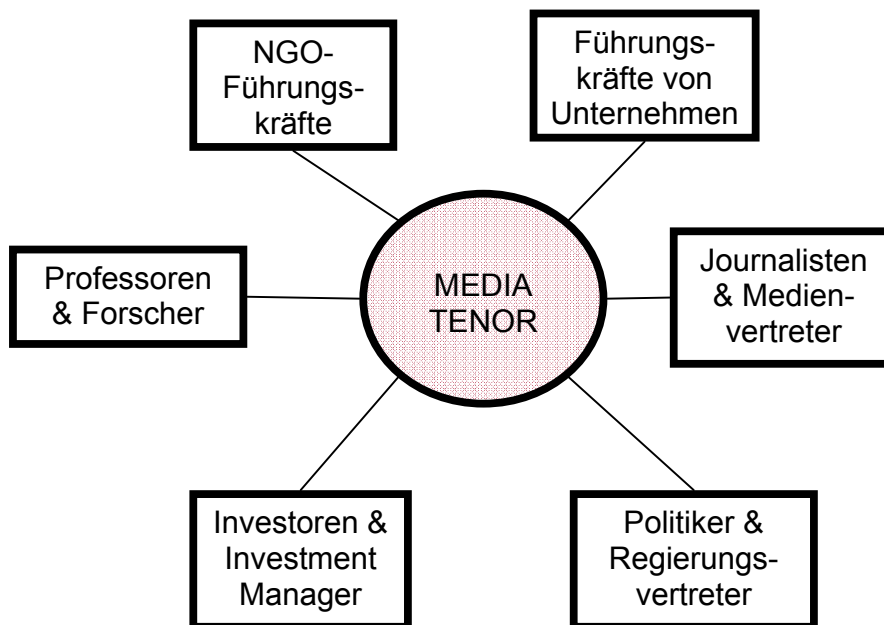 NGO-
Führungs-
kräfte
Führungs-
kräfte von
Unternehmen
Professoren
& Forscher
MEDIA
TENOR
Journalisten
& Medien-
vertreter
Investoren &
Investment
Manager
Politiker &
Regierungs-
vertreter